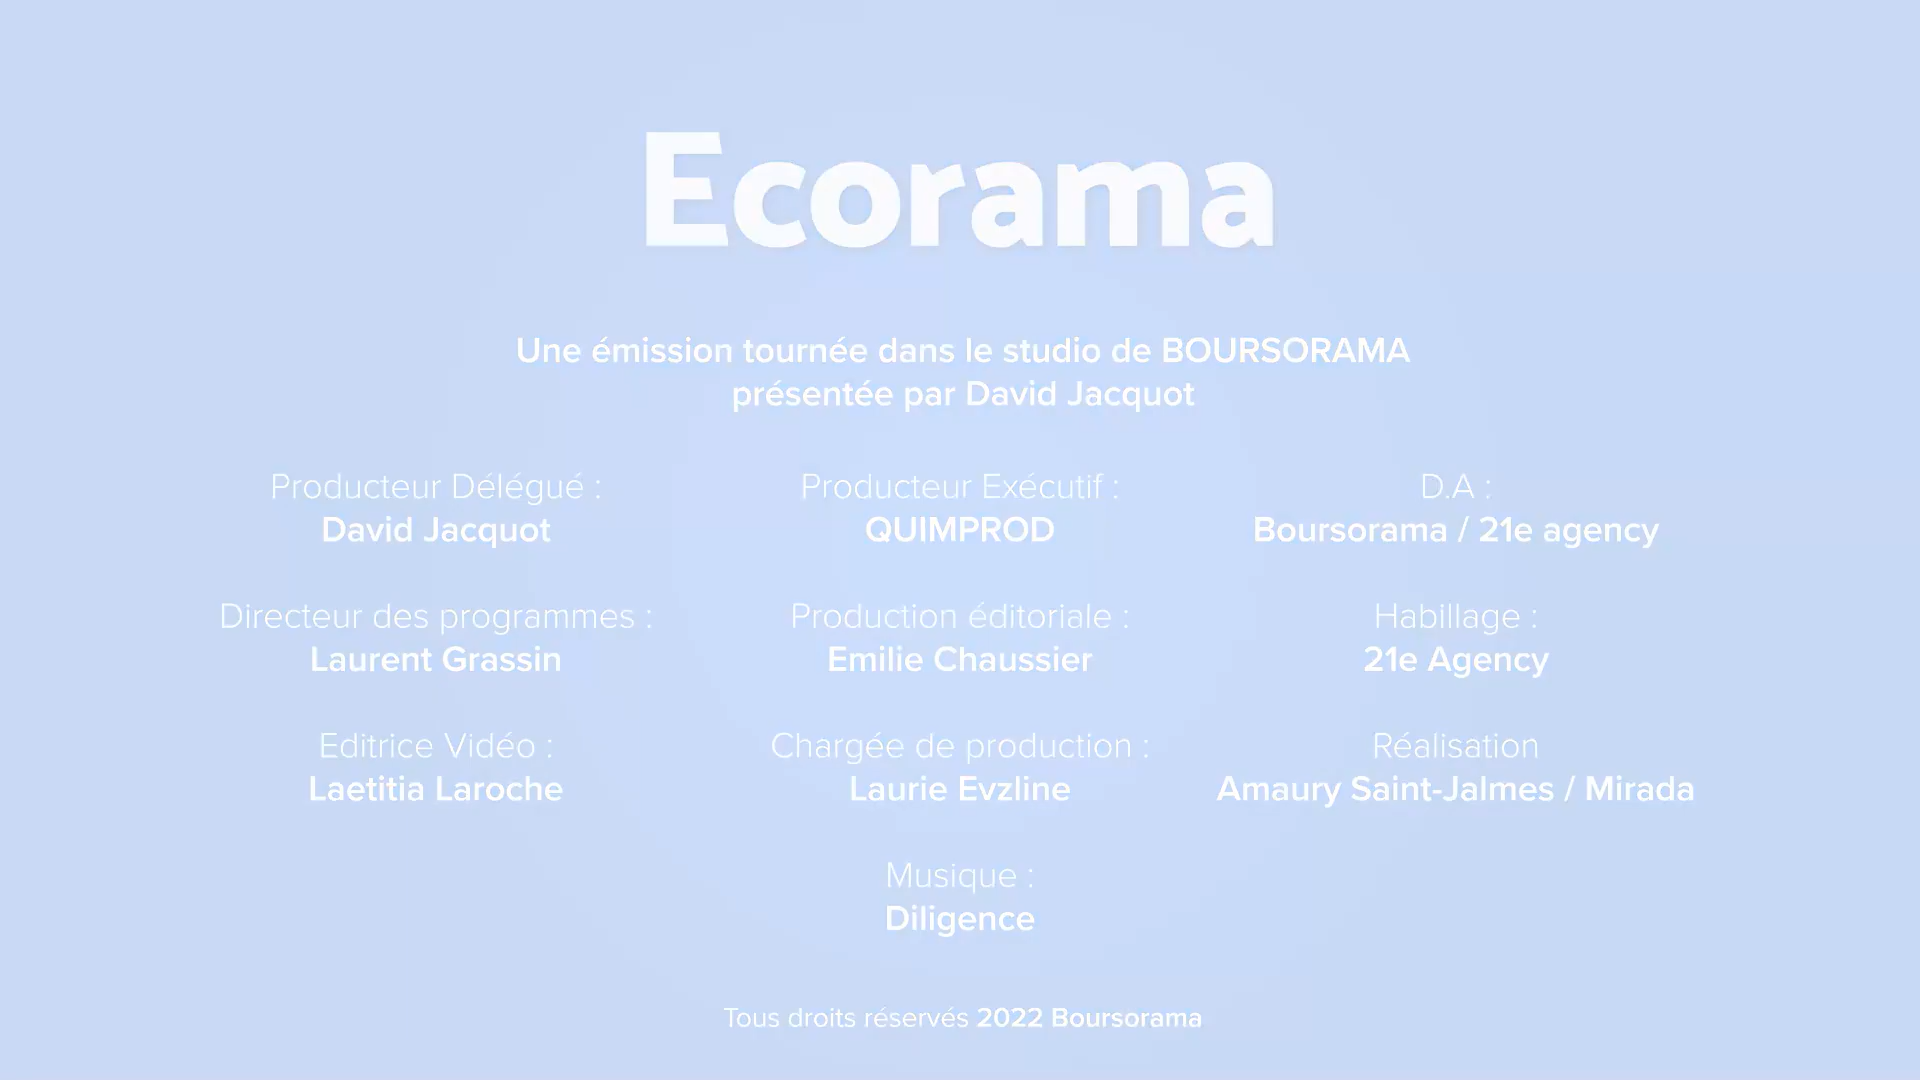 Ecorama
Une émission tournée dans le studio de BOURSORAMA
présentée par David Jacquot
Producteur Délégué :
David Jacquot
Producteur Exécutif :
QUIMPROD
D.A :
Boursorama / 21e agency
Directeur des programmes :
Laurent Grassin
Production éditoriale :
Emilie Chaussier
Habillage :
21e Agency
Editrice Vidéo :
Laetitia Laroche
Chargée de production :
Laurie Evzline
Réalisation
Amaury Saint-Jalmes / Mirada
Musique :
Diligence
Tous droits réservés 2022 Boursorama